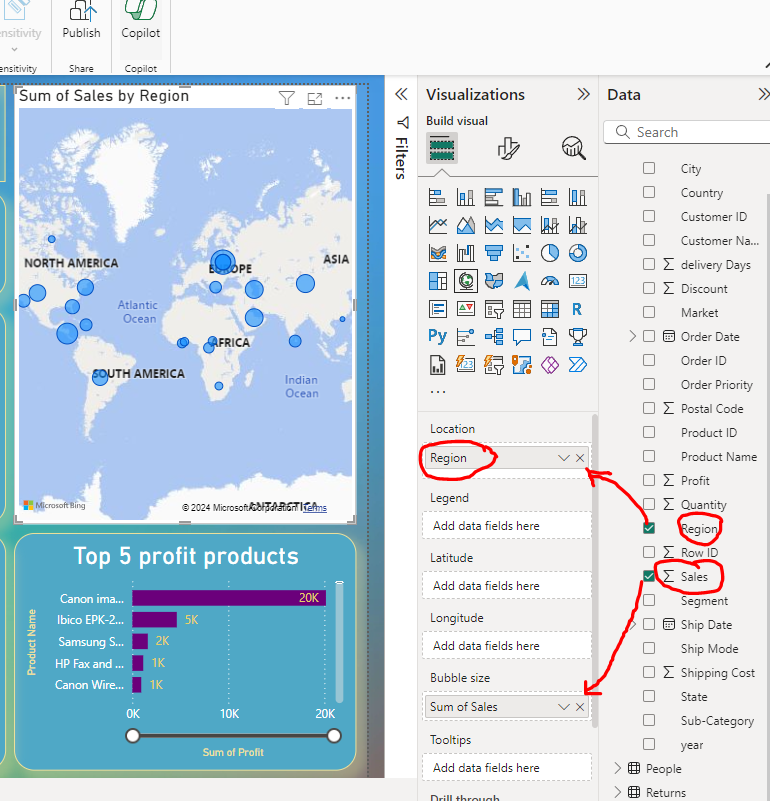 Publish
Copilot
Share
Copilot
Sum of Sales by Region
NORTH AMERICA
EUROPE
ASIA
Atlantic
Ocean
AFRICA
SOUTH AMERICA
Indian
Ocean
ANTARCTICA
Microsoft Bing
© 2024 Microsoft Corporation Terms
Top 5 profit products
Product Name
Canon ima... 20K
Ibico EPK-2... 5K
Samsung S... 2K
HP Fax and ... 1K
Canon Wire... 1K
0K 10K 20K
Sum of Profit
Filters
Visualizations
Build visual
123
R
Py
123
Location
Region
Legend
Add data fields here
Latitude
Add data fields here
Longitude
Add data fields here
Bubble size
Sum of Sales
Tooltips
Add data fields here
Drill through
Data
Search
City
Country
Customer ID
Customer Na...
delivery Days
Discount
Market
Order Date
Order ID
Order Priority
Postal Code
Product ID
Product Name
Profit
Quantity
Region
Row ID
Sales
Segment
Ship Date
Ship Mode
Shipping Cost
State
Sub-Category
year
People
Returns